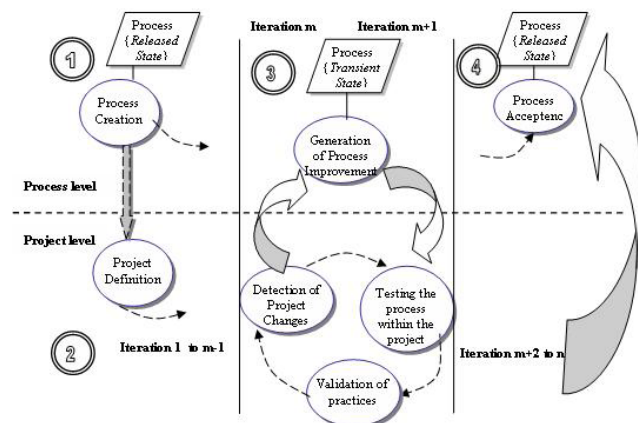 Process
{Released
State}
1
Process
Creation
Process level
Project level
Project
Definition
2
Iteration 1 to m-1
Iteration m
Iteration m+1
3
Process
{Transient
State}
Generation
of Process
Improvement
Detection of
Project
Changes
Testing the
process
within the
project
Validation of
practices
4
Process
{Released
State}
Process
Acceptenc
Iteration m+2 to n